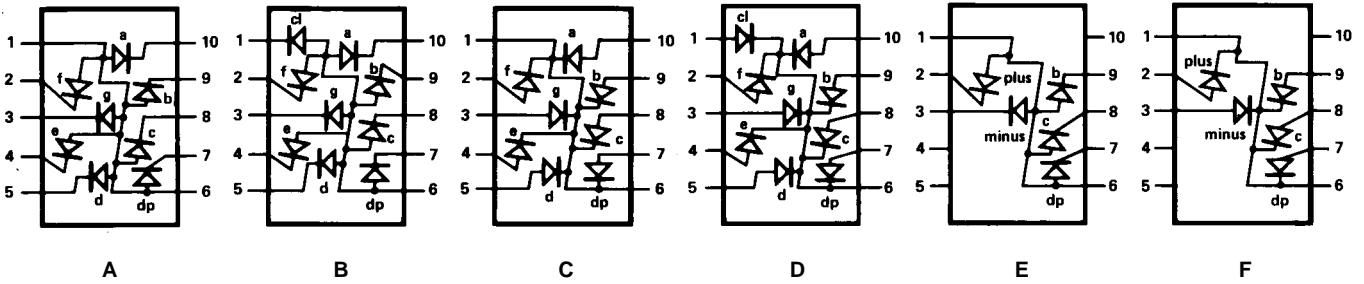 1 a 10
2 f 9
3 g b 8
4 e c 7
5 d 6
A
cl
1 a 10
2 f b 9
3 g 8
4 e c 7
5 d dp 6
B
1 a 10
2 f b 9
3 g 8
4 e c 7
5 d dp 6
C
cl
1 a 10
2 f b 9
3 g 8
4 e c 7
5 d dp 6
D
1 10
2 plus b 9
3 minus 8
4 c 7
5 dp 6
E
1 10
2 plus b 9
3 minus 8
4 c 7
5 dp 6
F